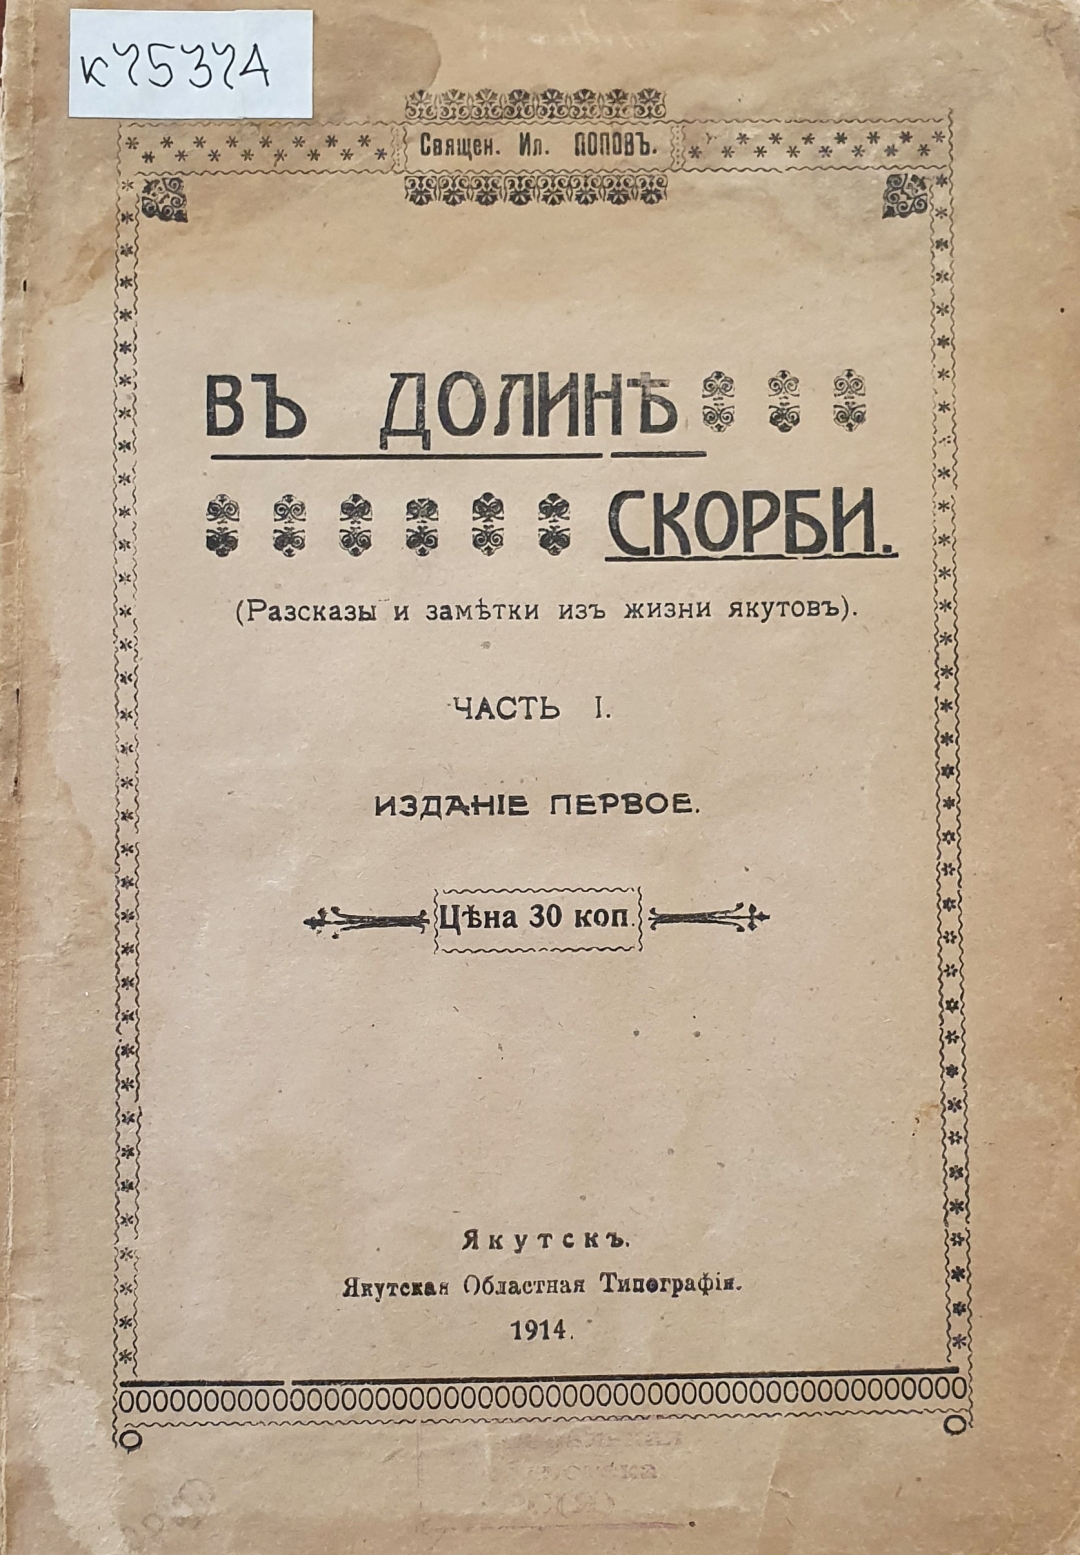 к45374
Священ. Ил. ПОПОВЪ.
ВЪ ДОЛИНѢ
СКОРБИ.
(Разсказы и замѣтки изъ жизни якутовъ).
ЧАСТЬ I.
ИЗДАНІЕ ПЕРВОЕ.
Цѣна 30 коп.
Якутскъ.
Якутская Областная Типографія.
1914.